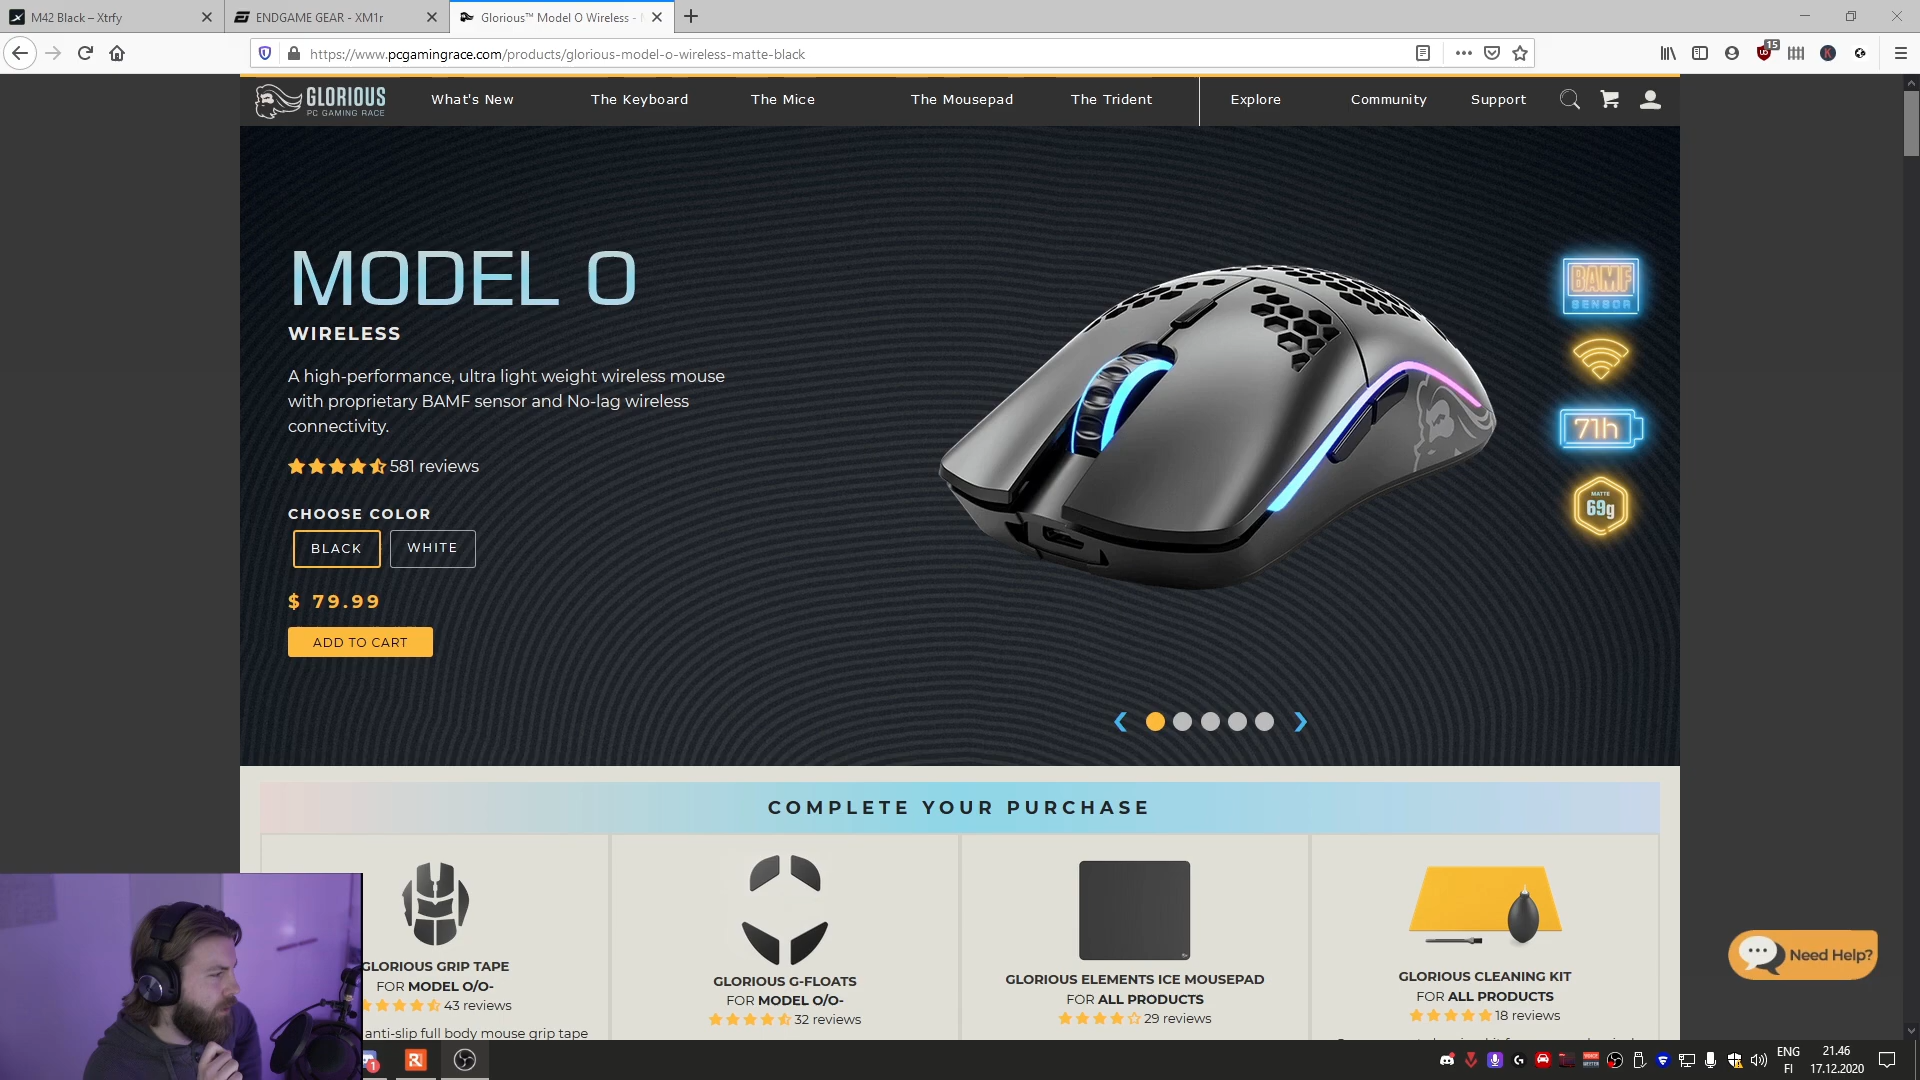 M42 Black – Xtrfy
ENDGAME GEAR - XM1r
Glorious™ Model O Wireless -
https://www.pcgamingrace.com/products/glorious-model-o-wireless-matte-black
15
GLORIOUS
PC GAMING RACE
What's New
The Keyboard
The Mice
The Mousepad
The Trident
Explore
Community
Support
MODEL O
WIRELESS
A high-performance, ultra light weight wireless mouse
with proprietary BAMF sensor and No-lag wireless
connectivity.
581 reviews
CHOOSE COLOR
BLACK
WHITE
$ 79.99
ADD TO CART
BAMF
SENSOR
71h
MATTE
69g
COMPLETE YOUR PURCHASE
GLORIOUS GRIP TAPE
FOR MODEL O/O-
43 reviews
anti-slip full body mouse grip tape
GLORIOUS G-FLOATS
FOR MODEL O/O-
32 reviews
GLORIOUS ELEMENTS ICE MOUSEPAD
FOR ALL PRODUCTS
29 reviews
GLORIOUS CLEANING KIT
FOR ALL PRODUCTS
18 reviews
Need Help?
1
ENG
FI
21.46
17.12.2020